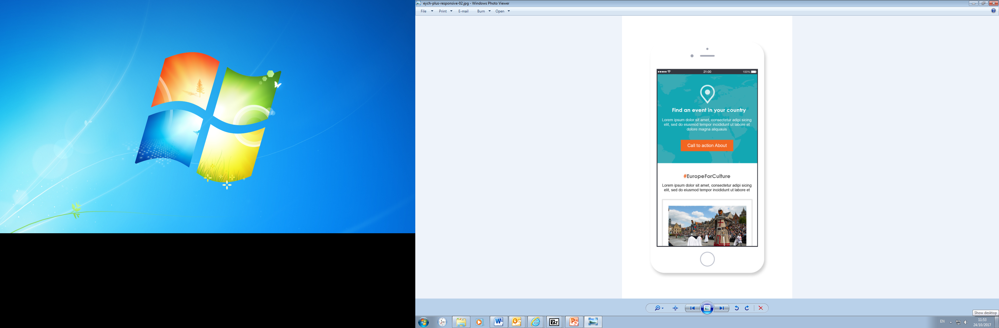 eych-plus-responsive-02.jpg - Windows Photo Viewer
File Print E-mail Burn Open
21:00 100%
Find an event in your country
Lorem ipsum dolor sit amet, consectetur adipi sicing
elit, sed do eiusmod tempor incididunt ut labore et
dolore magna aliquauis
Call to action About
#EuropeForCulture
Lorem ipsum dolor sit amet, consectetur adipi sicing
elit, sed do eiusmod tempor incididunt ut labore et
Show desktop
W O 7z P
EN 11:53
24/10/2017